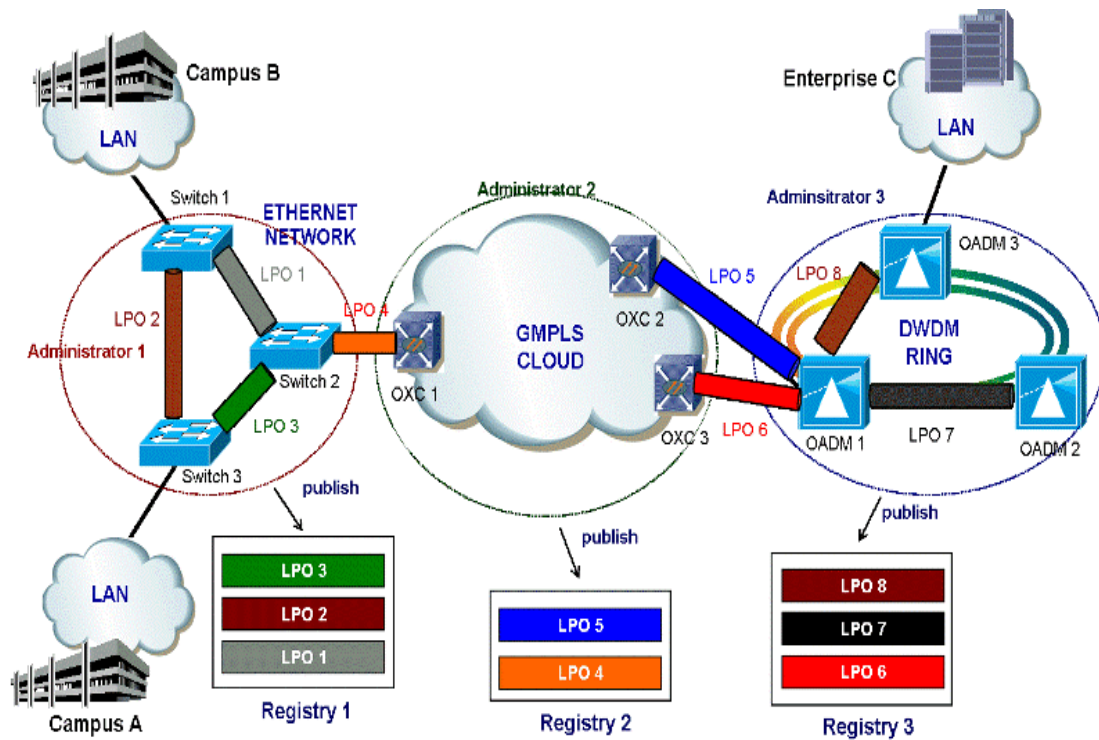 Campus B
Enterprise C
LAN
LAN
Switch 1
Administrator 2
Adminsitrator 3
ETHERNET
NETWORK
OADM 3
LPO 1
LPO 5
LPO 8
LPO 4
LPO 2
OXC 2
GMPLS
CLOUD
DWDM
RING
Administrator 1
Switch 2
OXC 1
LPO 3
OXC 3
LPO 6
OADM 1
LPO 7
OADM 2
Switch 3
publish
publish
publish
LAN
Campus A
LPO 3
LPO 2
LPO 1
Registry 1
LPO 5
LPO 4
Registry 2
LPO 8
LPO 7
LPO 6
Registry 3